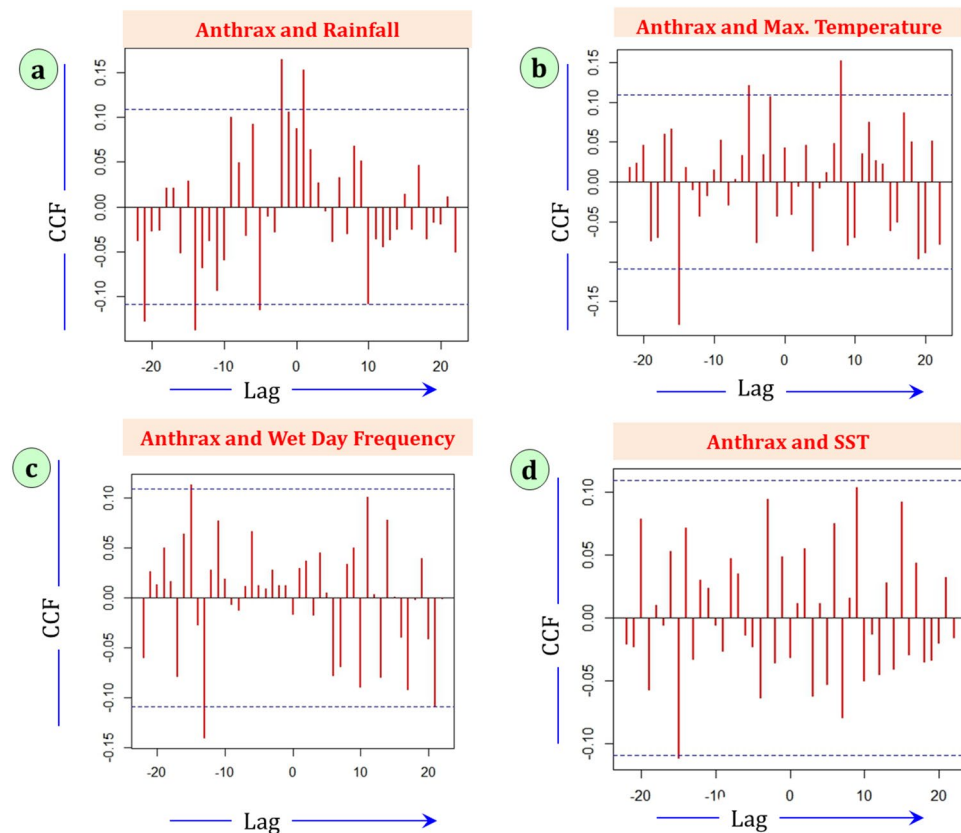 Anthrax and Rainfall
a
CCF
0.15
0.10
0.05
0.00
-0.05
-0.10
-20
-10
0
10
20
Lag
Anthrax and Max. Temperature
b
CCF
0.15
0.10
0.05
0.00
-0.05
-0.15
-20
-10
0
10
20
Lag
Anthrax and Wet Day Frequency
c
CCF
0.10
0.05
0.00
-0.05
-0.10
-0.15
-20
-10
0
10
20
Lag
Anthrax and SST
d
CCF
0.10
0.05
0.00
-0.05
-0.10
-20
-10
0
10
20
Lag